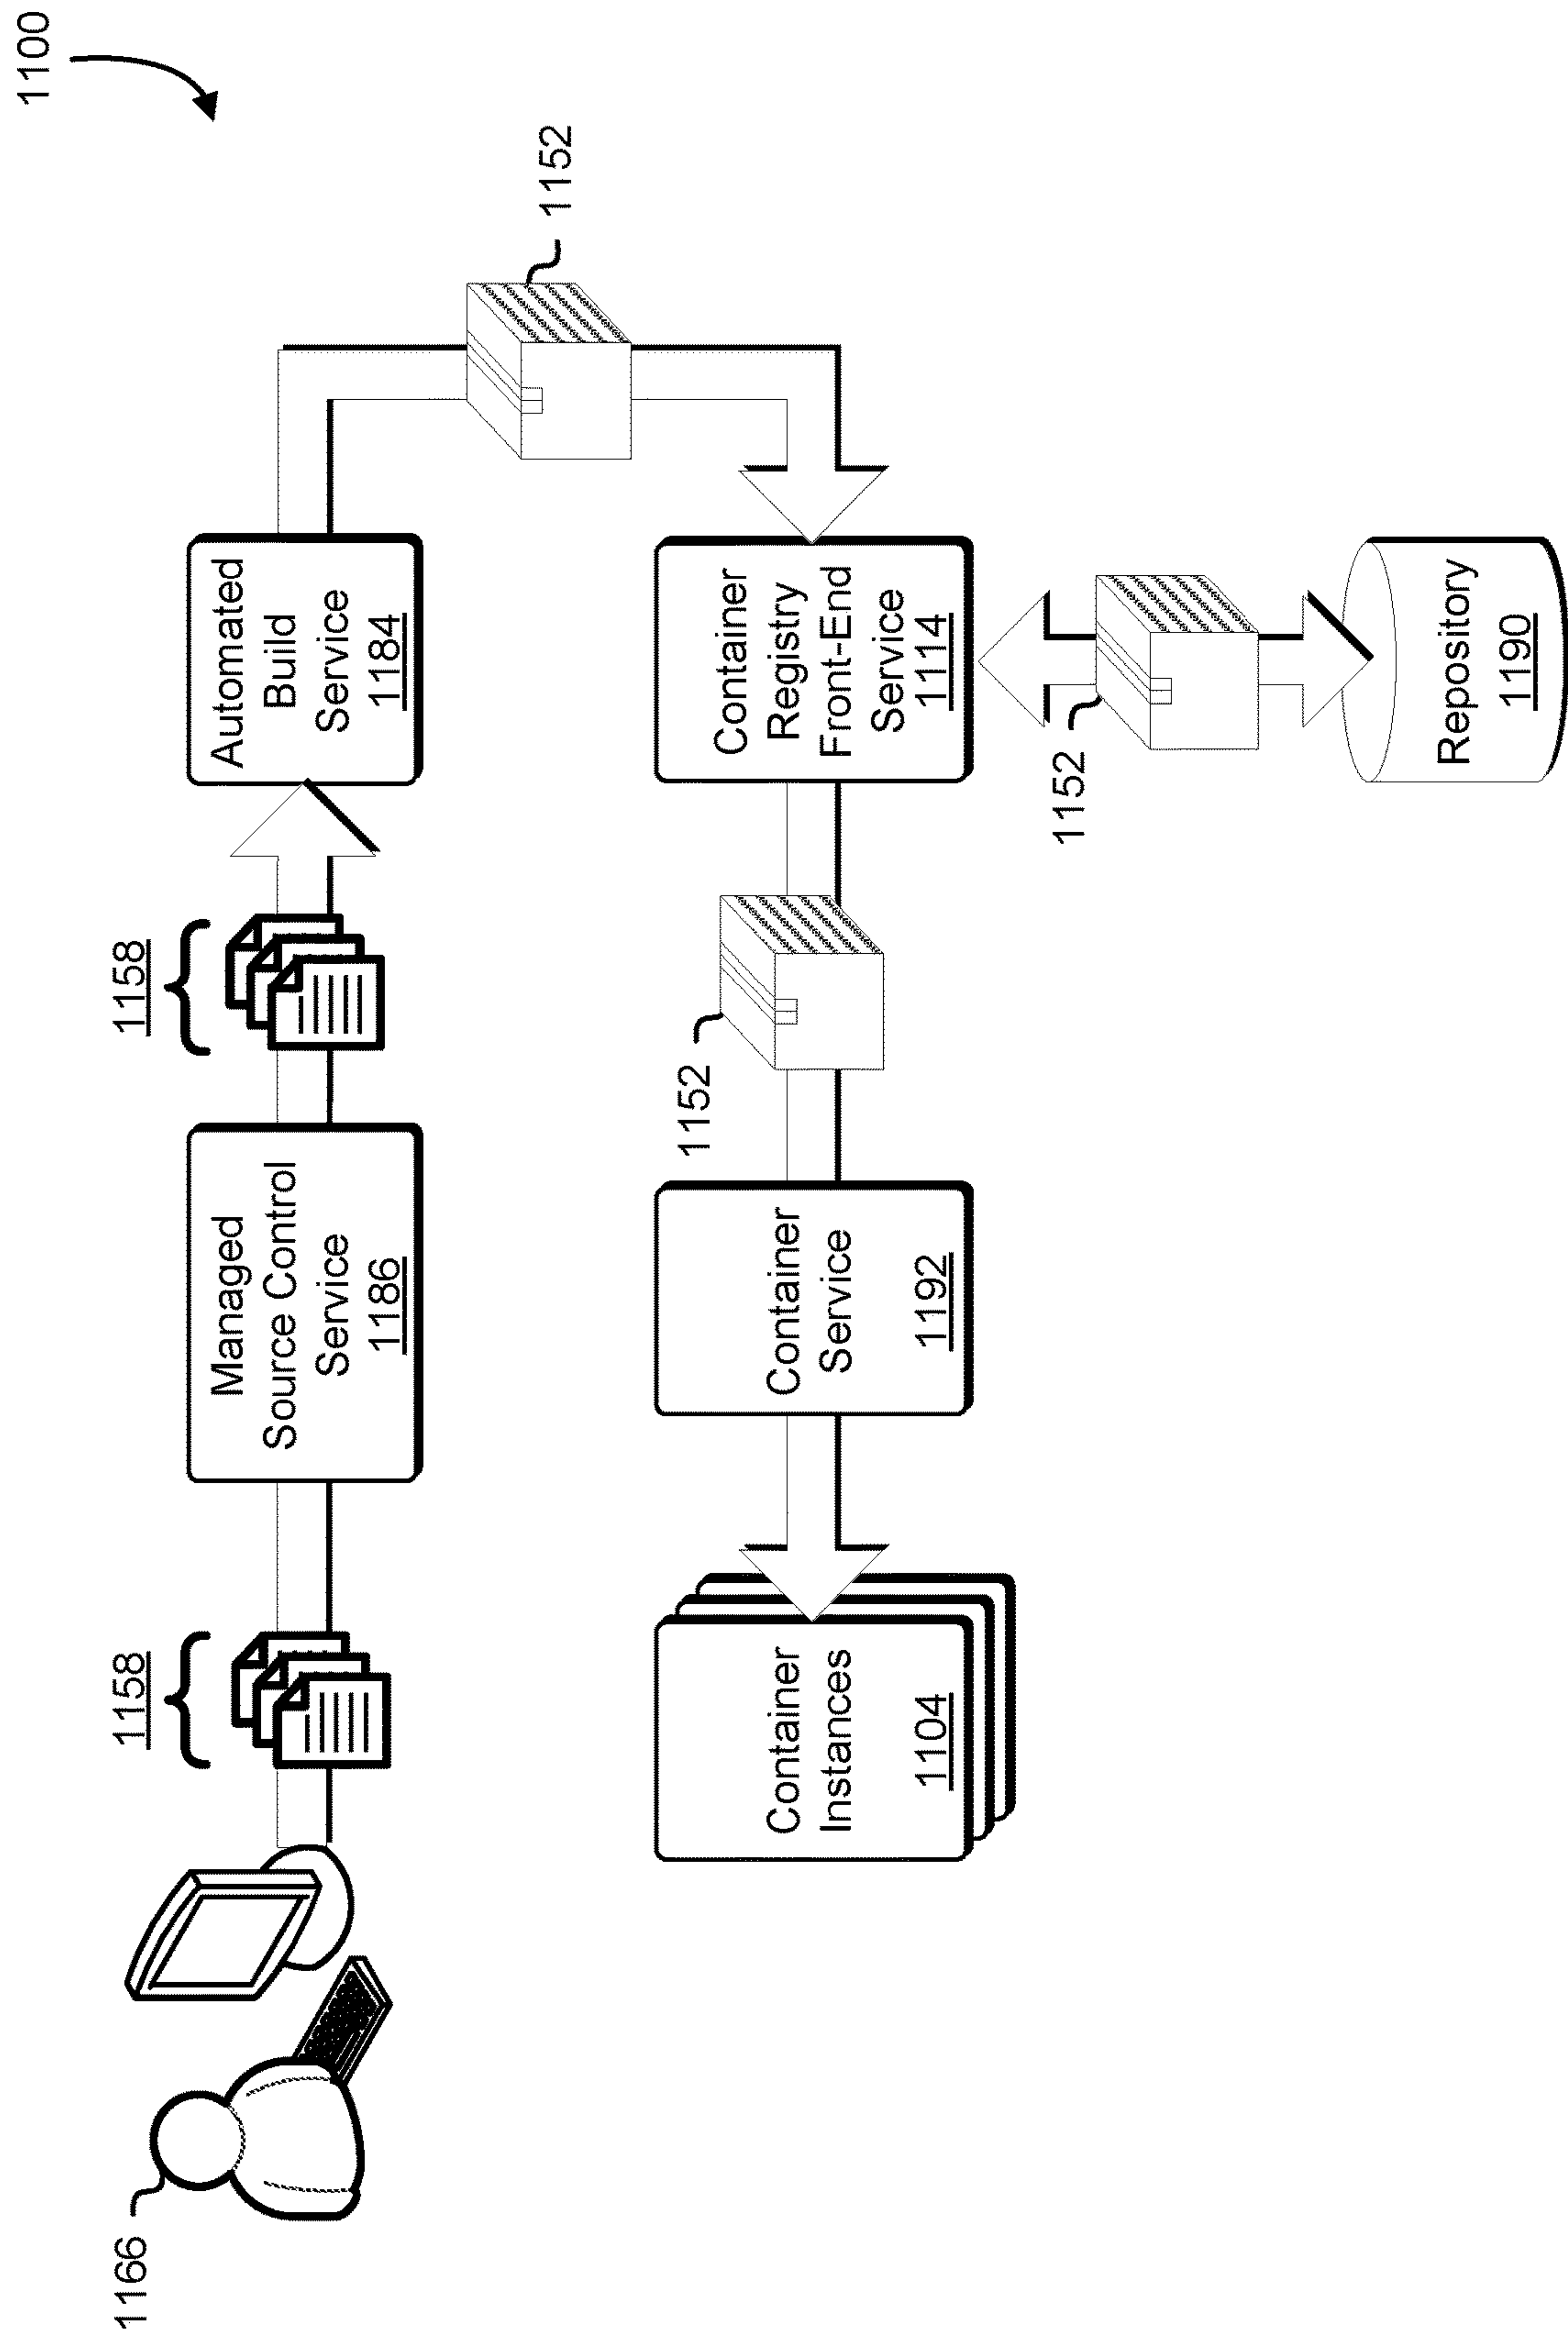 1100
1166
1158
Managed
Source Control
Service
1186
1158
Automated
Build
Service
1184
1152
Container
Instances
1104
Container
Service
1192
1152
Container
Registry
Front-End
Service
1114
1152
Repository
1190